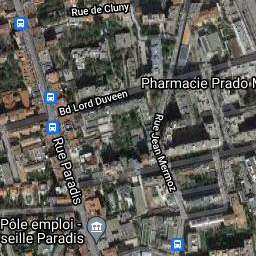 Rue de Cluny
Pharmacie Prado M
Bd Lord Duveen
Rue Jean Mermoz
Rue Paradis
Pôle emploi -
seille Paradis